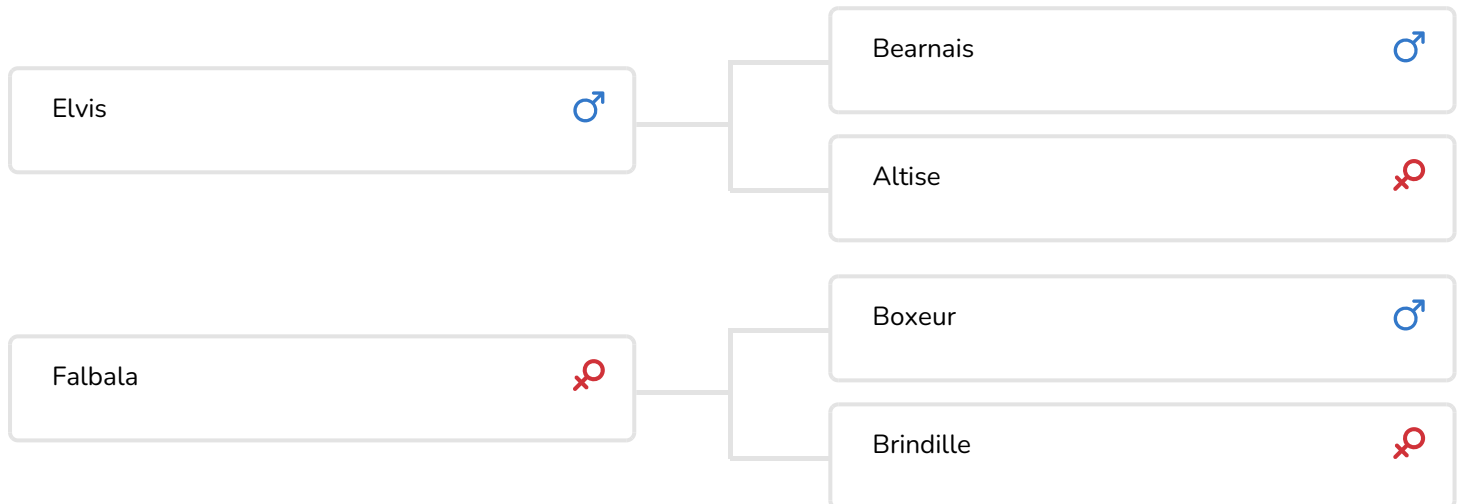 Elvis
Bearnais
Altise
Falbala
Boxeur
Brindille